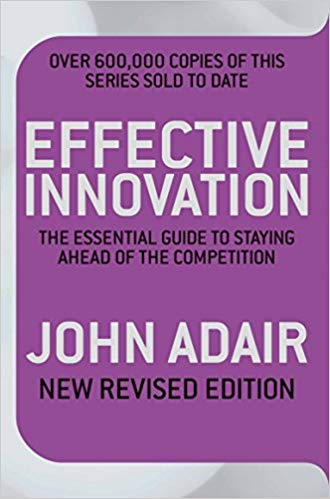 OVER 600,000 COPIES OF THIS
SERIES SOLD TO DATE
EFFECTIVE
INNOVATION
THE ESSENTIAL GUIDE TO STAYING
AHEAD OF THE COMPETITION
JOHN ADAIR
NEW REVISED EDITION